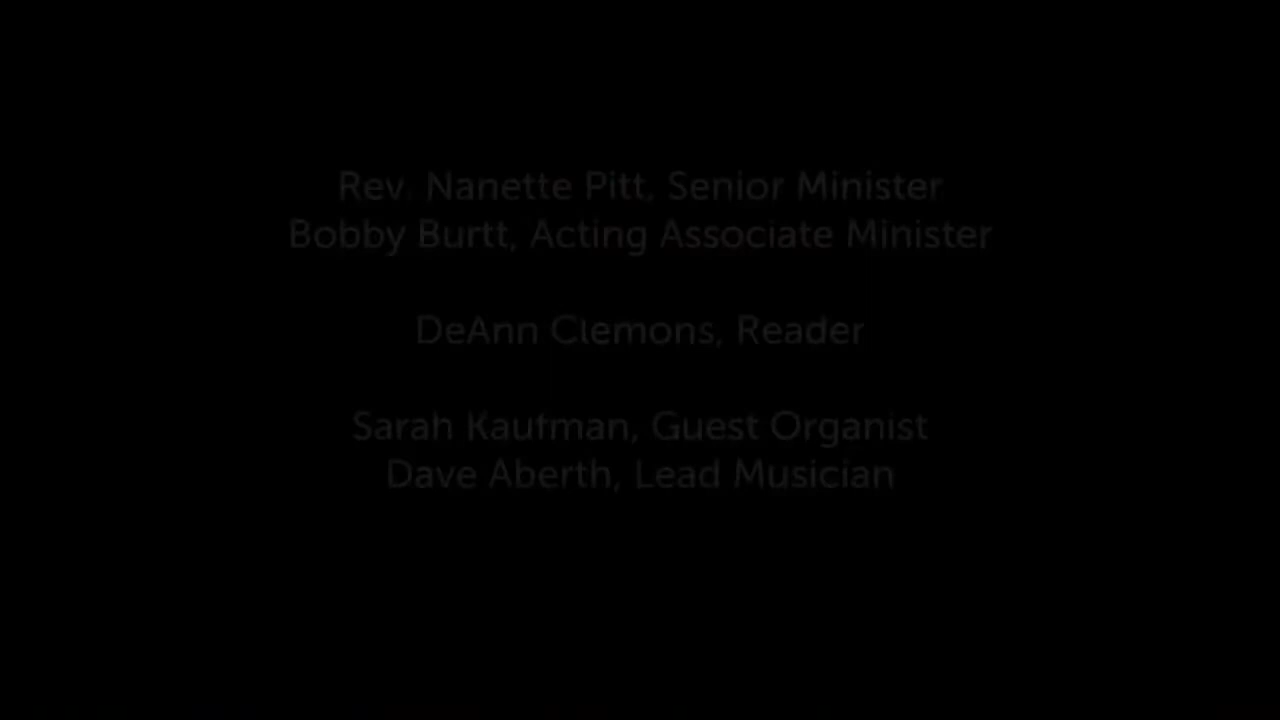 Rev. Nanette Pitt, Senior Minister
Bobby Burtt, Acting Associate Minister
DeAnn Clemons, Reader
Sarah Kaufman, Guest Organist
Dave Aberth, Lead Musician